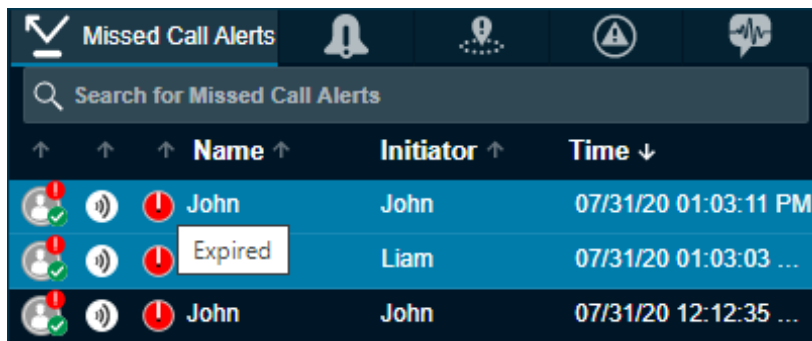 Missed Call Alerts
Search for Missed Call Alerts
Name Initiator Time
John John 07/31/20 01:03:11 PM
Expired Liam 07/31/20 01:03:03 ...
John John 07/31/20 12:12:35 ...